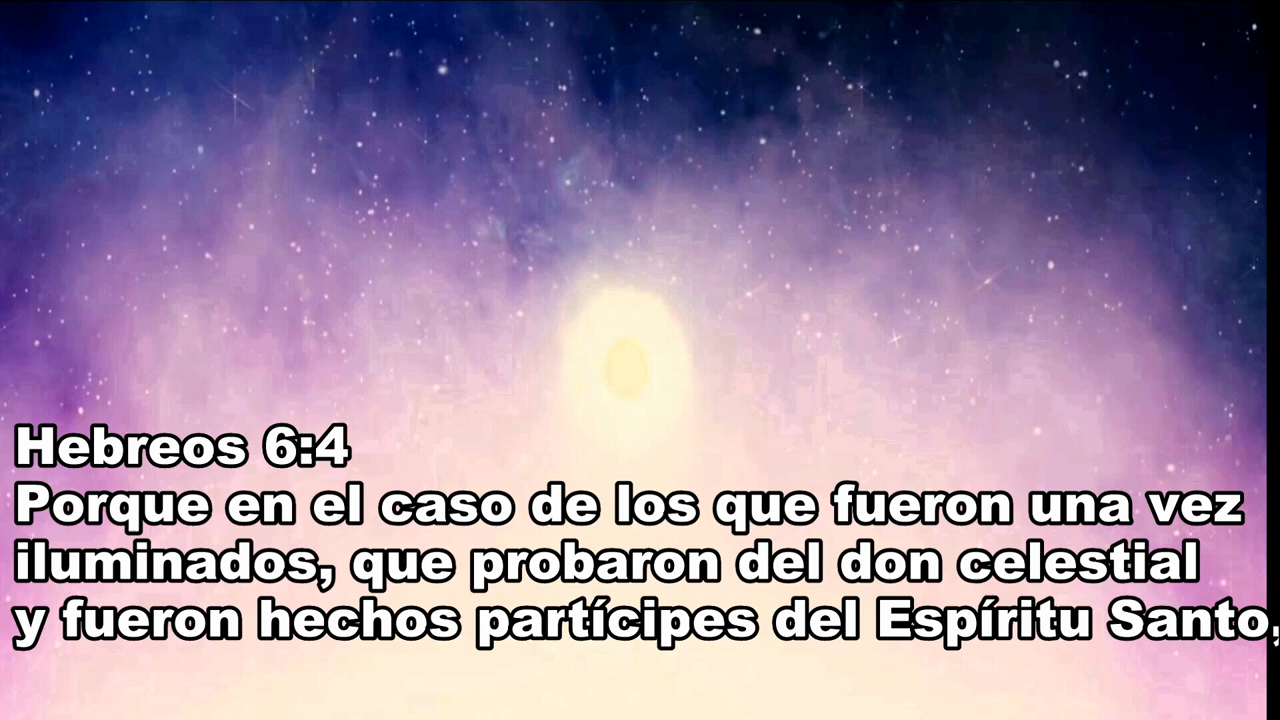 Hebreos 6:4
Porque en el caso de los que fueron una vez
iluminados, que probaron del don celestial
y fueron hechos partícipes del Espíritu Santo,